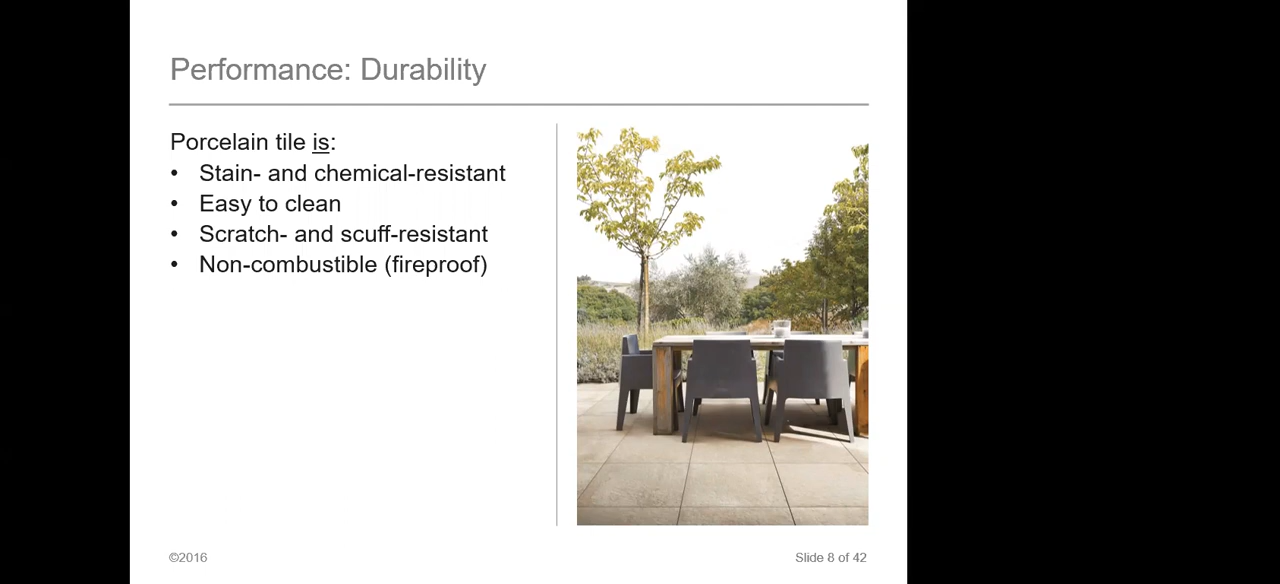 Performance: Durability
Porcelain tile is:
• Stain- and chemical-resistant
• Easy to clean
• Scratch- and scuff-resistant
• Non-combustible (fireproof)
©2016
Slide 8 of 42